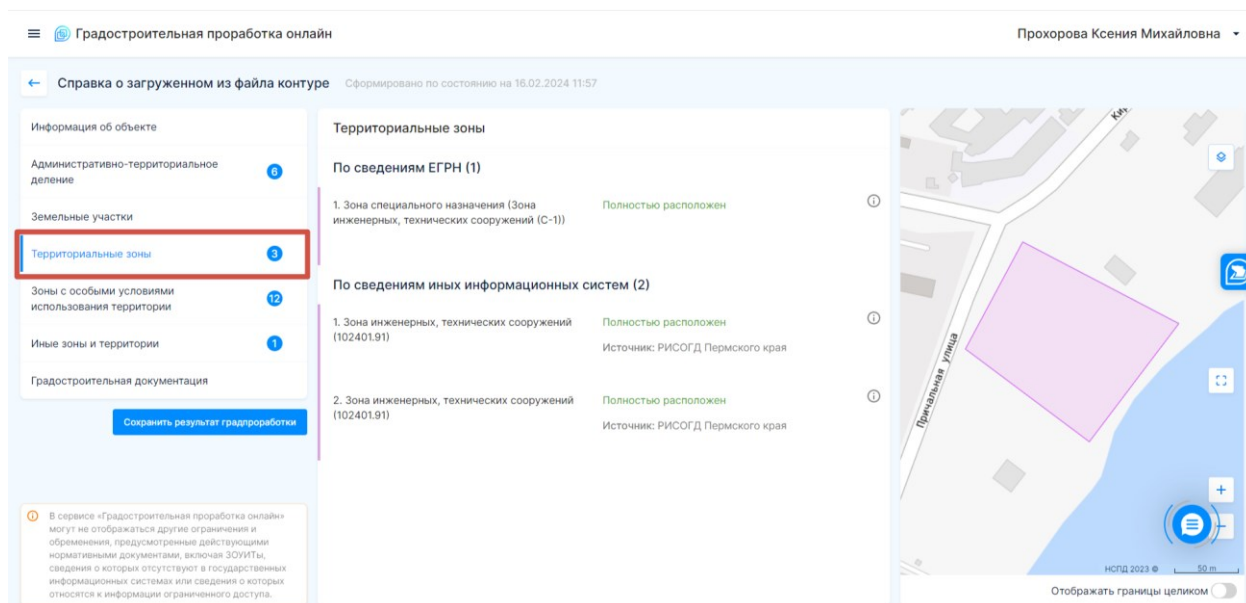 Градостроительная проработка онлайн
Прохорова Ксения Михайловна
Справка о загруженном из файла контуре
Сформировано по состоянию на 16.02.2024 11:57
Информация об объекте
Административно-территориальное
деление
6
Земельные участки
Территориальные зоны
3
Зоны с особыми условиями
использования территории
12
Иные зоны и территории
1
Градостроительная документация
Сохранить результат градпроработки
В сервисе «Градостроительная проработка онлайн»
могут не отображаться другие ограничения и
обременения, предусмотренные действующими
нормативными документами, включая ЗОУИТы,
сведения о которых отсутствуют в государственных
информационных системах или сведения о которых
относятся к информации ограниченного доступа.
Территориальные зоны
По сведениям ЕГРН (1)
1. Зона специального назначения (Зона
инженерных, технических сооружений (С-1))
Полностью расположен
По сведениям иных информационных систем (2)
1. Зона инженерных, технических сооружений
(102401.91)
Полностью расположен
Источник: РИСОГД Пермского края
2. Зона инженерных, технических сооружений
(102401.91)
Полностью расположен
Источник: РИСОГД Пермского края
Причальная улица
НСПД 2023 ©
50 m
Отображать границы целиком